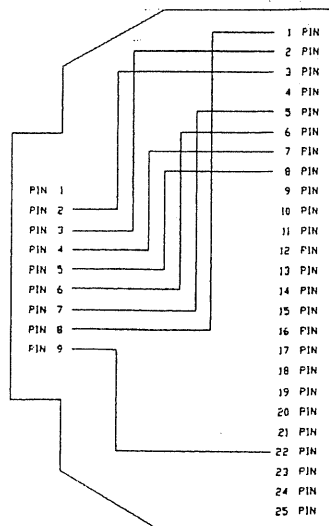 1 PIN
2 PIN
3 PIN
4 PIN
5 PIN
6 PIN
7 PIN
8 PIN
9 PIN
10 PIN
11 PIN
12 PIN
13 PIN
14 PIN
15 PIN
16 PIN
17 PIN
18 PIN
19 PIN
20 PIN
21 PIN
22 PIN
23 PIN
24 PIN
25 PIN
PIN 1
PIN 2
PIN 3
PIN 4
PIN 5
PIN 6
PIN 7
PIN 8
PIN 9